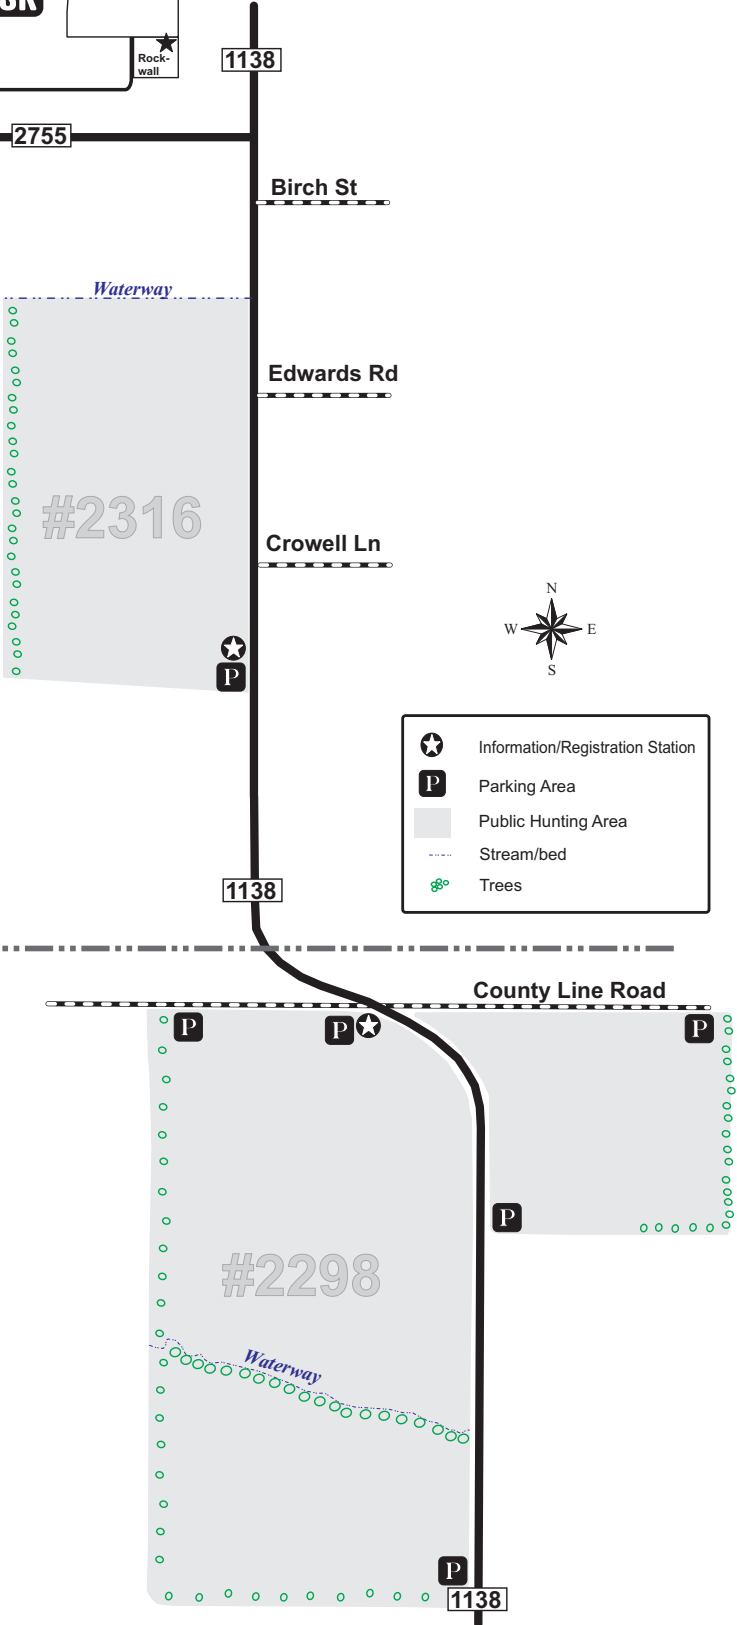 Rock-
wall
1138
2755
Birch St
Waterway
Edwards Rd
#2316
Crowell Ln
N
W E
S
P
Information/Registration Station
P Parking Area
Public Hunting Area
Stream/bed
Trees
1138
County Line Road
P P P
P
#2298
Waterway
P
1138